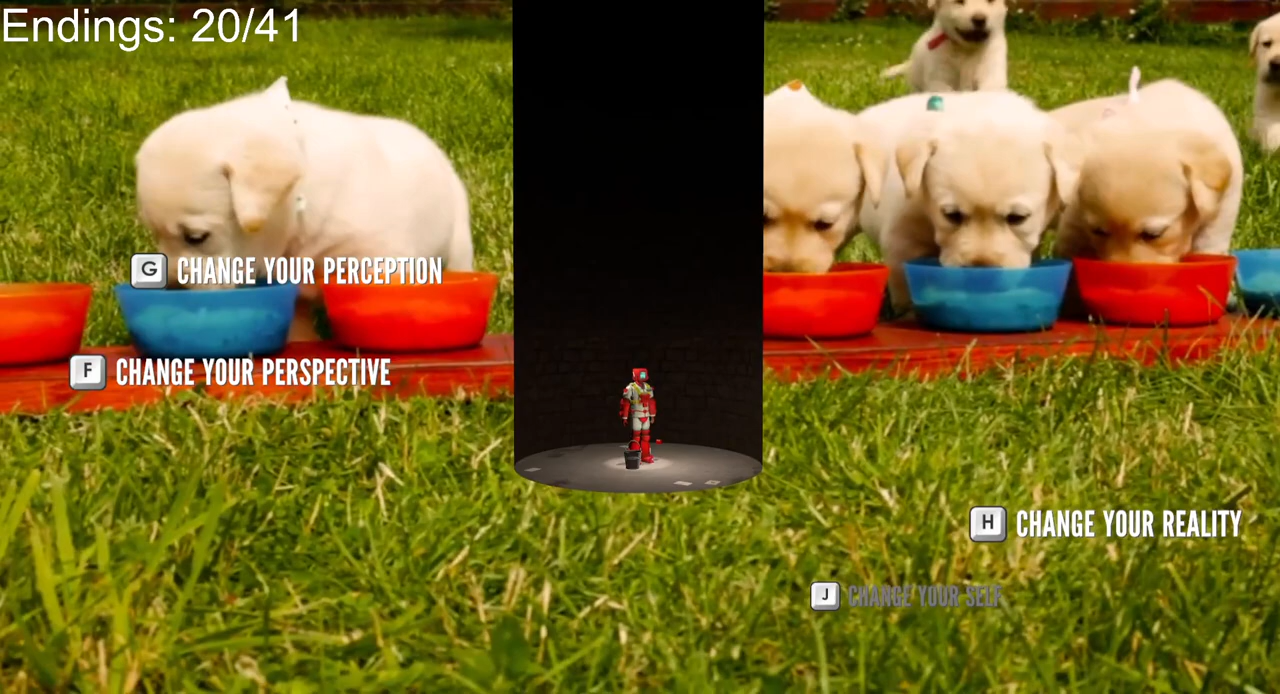 Endings: 20/41
G CHANGE YOUR PERCEPTION
F CHANGE YOUR PERSPECTIVE
H CHANGE YOUR REALITY
J CHANGE YOUR SELF